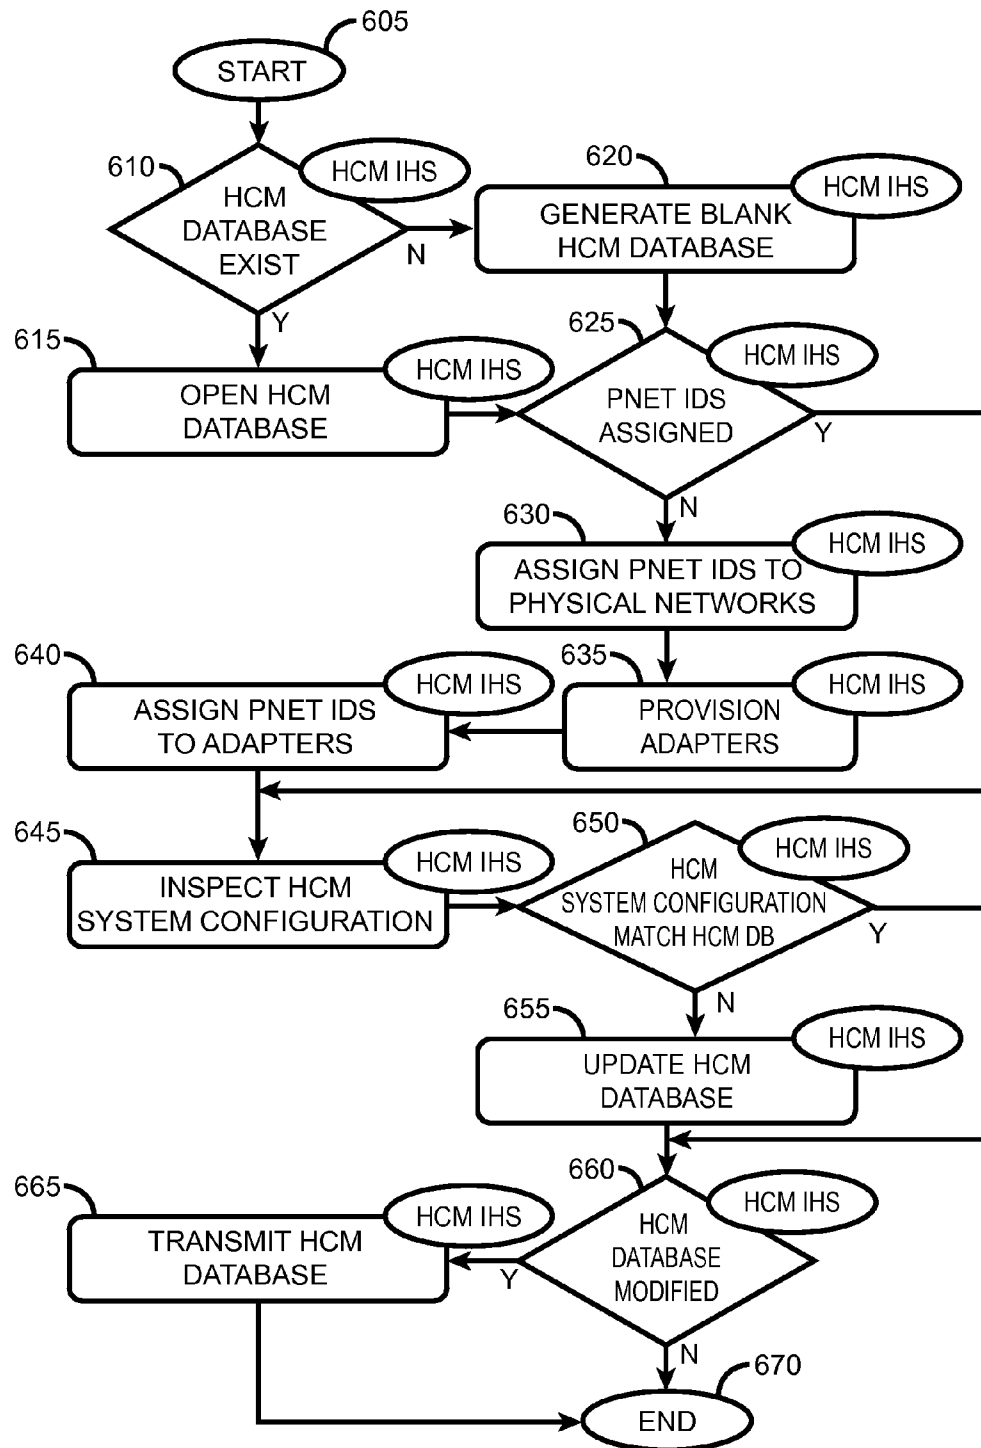 605
START
610
HCM IHS
HCM
DATABASE
EXIST
N
Y
620
HCM IHS
GENERATE BLANK
HCM DATABASE
615
HCM IHS
OPEN HCM
DATABASE
625
HCM IHS
PNET IDS
ASSIGNED
Y
N
630
HCM IHS
ASSIGN PNET IDS TO
PHYSICAL NETWORKS
640
HCM IHS
ASSIGN PNET IDS
TO ADAPTERS
635
HCM IHS
PROVISION
ADAPTERS
645
HCM IHS
INSPECT HCM
SYSTEM CONFIGURATION
650
HCM IHS
HCM
SYSTEM CONFIGURATION
MATCH HCM DB
Y
N
655
HCM IHS
UPDATE HCM
DATABASE
665
HCM IHS
TRANSMIT HCM
DATABASE
660
HCM IHS
HCM
DATABASE
MODIFIED
Y
N
670
END